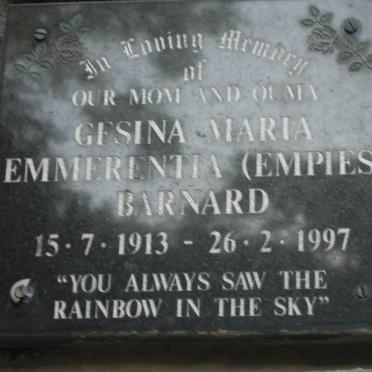 In Loving Memory
of
OUR MOM AND OUMA
GESINA MARIA
EMMERENTIA (EMPIES
BARNARD
15·7·1913 - 26·2·1997
"YOU ALWAYS SAW THE
RAINBOW IN THE SKY"